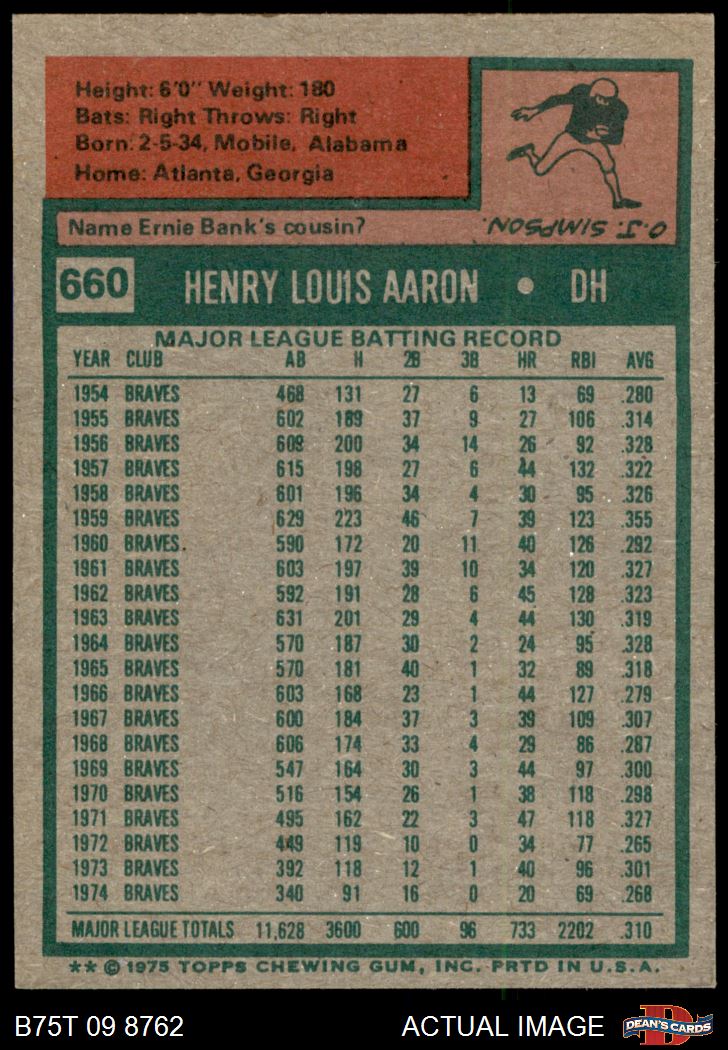 Height: 6'0" Weight: 180
Bats: Right Throws: Right
Born: 2-5-34, Mobile, Alabama
Home: Atlanta, Georgia
Name Ernie Bank's cousin?
O.J. SIMPSON.
660 HENRY LOUIS AARON • DH
MAJOR LEAGUE BATTING RECORD
YEAR CLUB AB H 2B 3B HR RBI AVG
1954 BRAVES 468 131 27 6 13 69 .280
1955 BRAVES 602 189 37 9 27 106 .314
1956 BRAVES 609 200 34 14 26 92 .328
1957 BRAVES 615 198 27 6 44 132 .322
1958 BRAVES 601 196 34 4 30 95 .326
1959 BRAVES 629 223 46 7 39 123 .355
1960 BRAVES. 590 172 20 11 40 126 .292
1961 BRAVES 603 197 39 10 34 120 .327
1962 BRAVES 592 191 28 6 45 128 .323
1963 BRAVES 631 201 29 4 44 130 .319
1964 BRAVES 570 187 30 2 24 95 .328
1965 BRAVES 570 181 40 1 32 89 .318
1966 BRAVES 603 168 23 1 44 127 .279
1967 BRAVES 600 184 37 3 39 109 .307
1968 BRAVES 606 174 33 4 29 86 .287
1969 BRAVES 547 164 30 3 44 97 .300
1970 BRAVES 516 154 26 1 38 118 .298
1971 BRAVES 495 162 22 3 47 118 .327
1972 BRAVES 449 119 10 0 34 77 .265
1973 BRAVES 392 118 12 1 40 96 .301
1974 BRAVES 340 91 16 0 20 69 .268
MAJOR LEAGUE TOTALS 11,628 3600 600 96 733 2202 .310
** © 1975 TOPPS CHEWING GUM, INC. PRTD IN U.S.A.
B75T 09 8762 ACTUAL IMAGE DEAN'S CARDS